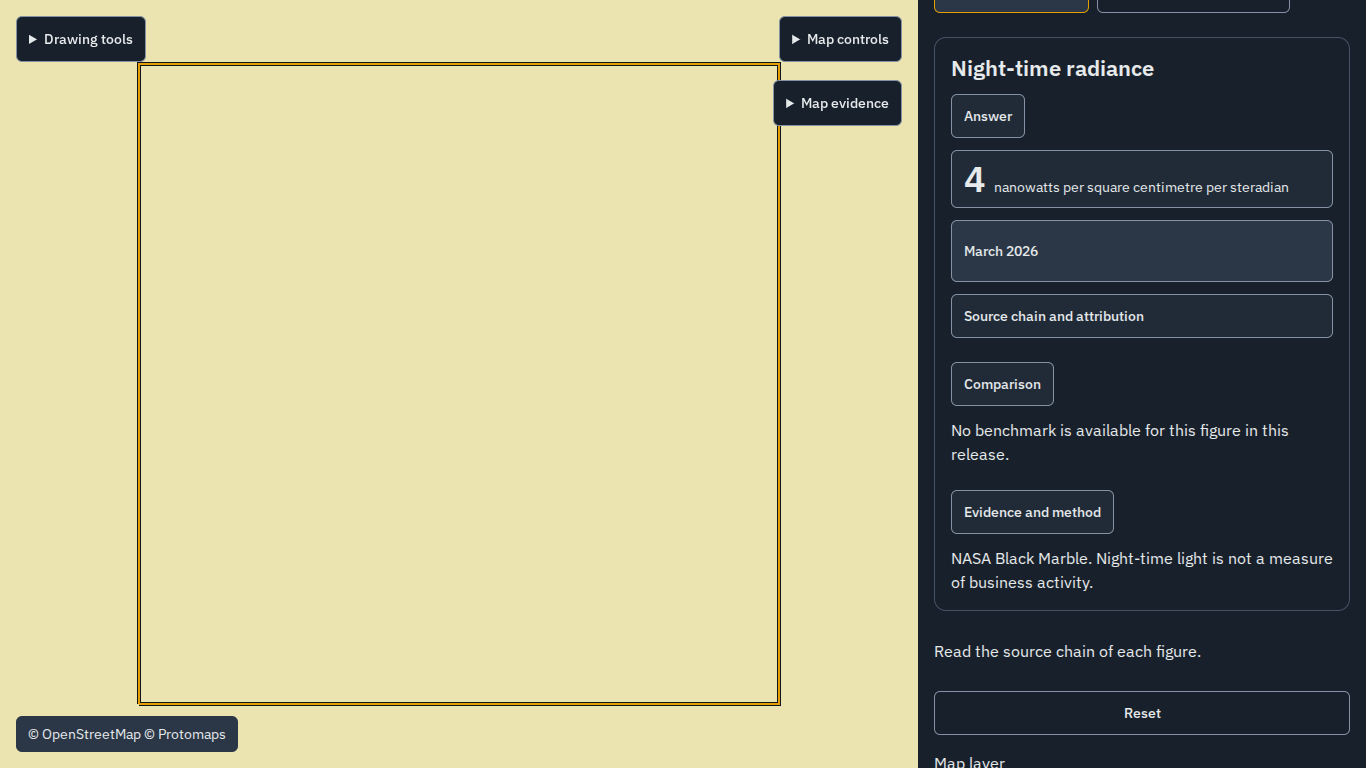 Drawing tools
Map controls
Map evidence
© OpenStreetMap © Protomaps
Night-time radiance
Answer
4 nanowatts per square centimetre per steradian
March 2026
Source chain and attribution
Comparison
No benchmark is available for this figure in this
release.
Evidence and method
NASA Black Marble. Night-time light is not a measure
of business activity.
Read the source chain of each figure.
Reset
Map layer